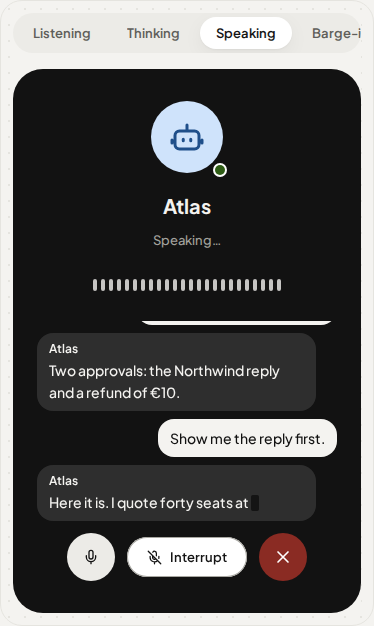 Listening
Thinking
Speaking
Barge-i
Atlas
Speaking…
Atlas
Two approvals: the Northwind reply
and a refund of €10.
Show me the reply first.
Atlas
Here it is. I quote forty seats at
Interrupt